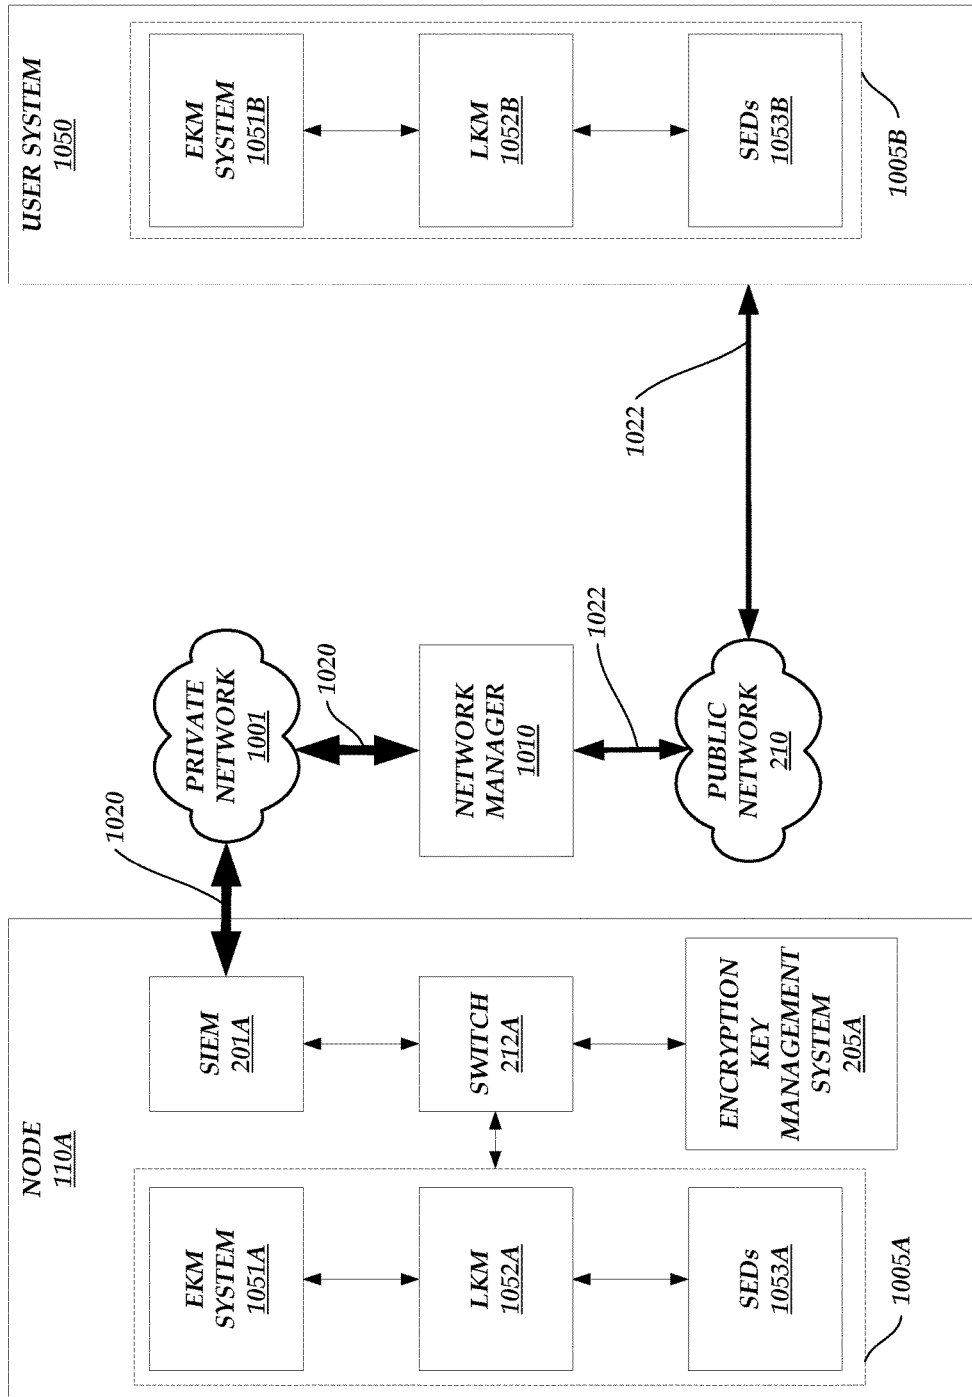 NODE
110A
EKM
SYSTEM
1051A
LKM
1052A
SEDs
1053A
1005A
SIEM
201A
SWITCH
212A
ENCRYPTION
KEY
MANAGEMENT
SYSTEM
205A
1020
PRIVATE
NETWORK
1001
1020
NETWORK
MANAGER
1010
1022
PUBLIC
NETWORK
210
1022
USER SYSTEM
1050
EKM
SYSTEM
1051B
LKM
1052B
SEDs
1053B
1005B